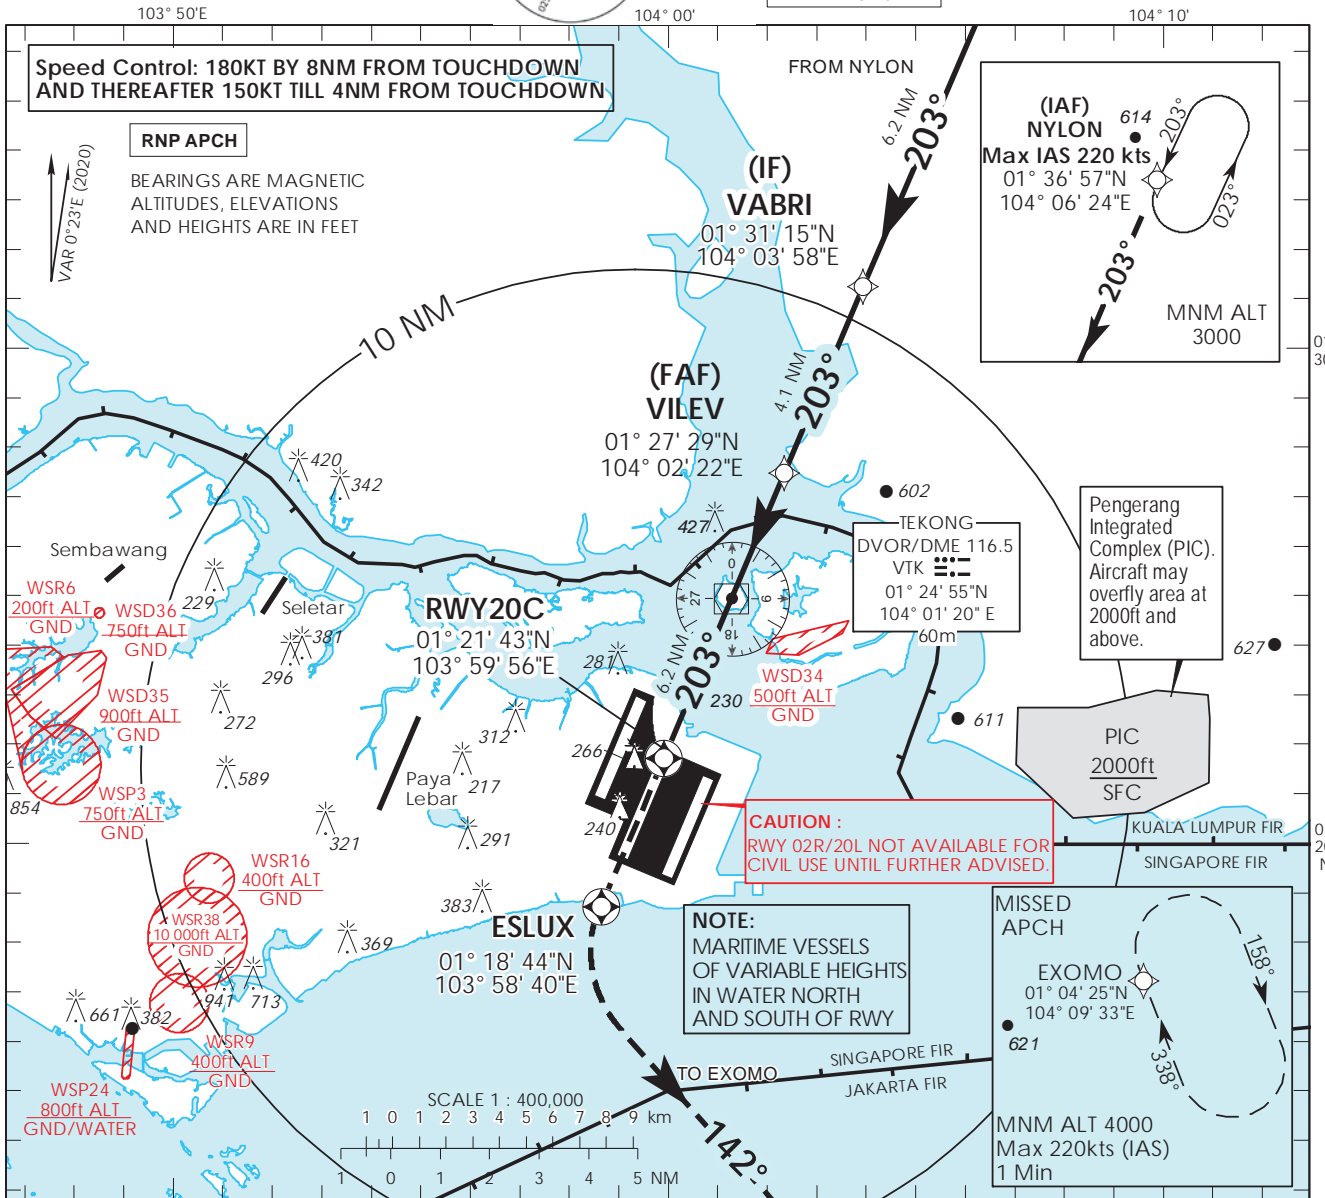 103° 50'E
104° 00'
104° 10'
Speed Control: 180KT BY 8NM FROM TOUCHDOWN
AND THEREAFTER 150KT TILL 4NM FROM TOUCHDOWN
RNP APCH
BEARINGS ARE MAGNETIC
ALTITUDES, ELEVATIONS
AND HEIGHTS ARE IN FEET
VAR 0°23'E (2020)
FROM NYLON
6.2 NM
203°
(IF)
VABRI
01° 31' 15"N
104° 03' 58"E
(IAF)
NYLON
Max IAS 220 kts
01° 36' 57"N
104° 06' 24"E
614
203°
023°
203°
MNM ALT
3000
10 NM
4.1 NM
203°
(FAF)
VILEV
01° 27' 29"N
104° 02' 22"E
420
342
427
602
TEKONG
DVOR/DME 116.5
VTK
01° 24' 55"N
104° 01' 20" E
60m
0
9
18
27
Pengerang
Integrated
Complex (PIC).
Aircraft may
overfly area at
2000ft and
above.
627
611
PIC
2000ft
SFC
Sembawang
WSR6
200ft ALT
GND
WSD36
750ft ALT
GND
229
Seletar
381
296
RWY20C
01° 21' 43"N
103° 59' 56"E
281
6.2 NM
203°
230
WSD34
500ft ALT
GND
WSD35
900ft ALT
GND
272
312
266
589
217
Paya
Lebar
854
WSP3
750ft ALT
GND
321
291
240
CAUTION :
RWY 02R/20L NOT AVAILABLE FOR
CIVIL USE UNTIL FURTHER ADVISED.
KUALA LUMPUR FIR
SINGAPORE FIR
WSR16
400ft ALT
GND
383
WSR38
10 000ft ALT
GND
369
ESLUX
01° 18' 44"N
103° 58' 40"E
NOTE:
MARITIME VESSELS
OF VARIABLE HEIGHTS
IN WATER NORTH
AND SOUTH OF RWY
MISSED
APCH
EXOMO
01° 04' 25"N
104° 09' 33"E
158°
338°
621
MNM ALT 4000
Max 220kts (IAS)
1 Min
941
713
661
382
WSR9
400ft ALT
GND
WSP24
800ft ALT
GND/WATER
TO EXOMO
SINGAPORE FIR
JAKARTA FIR
142°
SCALE 1 : 400,000
1 0 1 2 3 4 5 6 7 8 9 km
1 0 1 2 3 4 5 NM